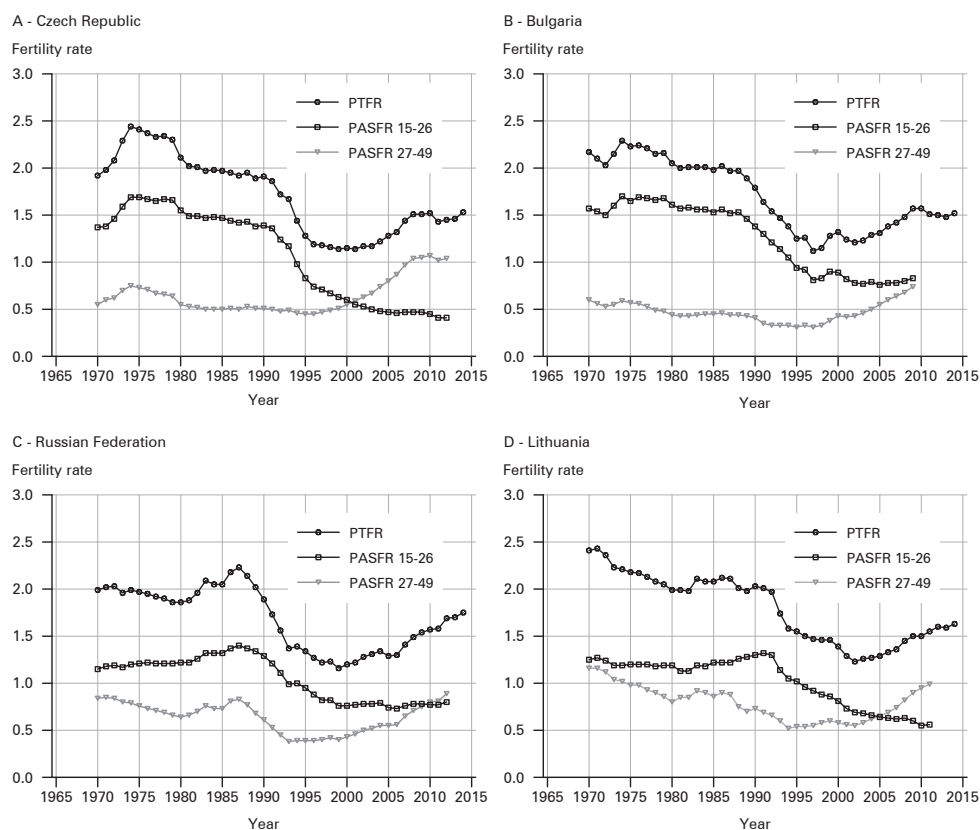 A - Czech Republic
Fertility rate
3.0
2.5
2.0
1.5
1.0
0.5
0.0
PTFR
PASFR 15-26
PASFR 27-49
1965 1970 1975 1980 1985 1990 1995 2000 2005 2010 2015
Year
B - Bulgaria
Fertility rate
3.0
2.5
2.0
1.5
1.0
0.5
0.0
PTFR
PASFR 15-26
PASFR 27-49
1965 1970 1975 1980 1985 1990 1995 2000 2005 2010 2015
Year
C - Russian Federation
Fertility rate
3.0
2.5
2.0
1.5
1.0
0.5
0.0
PTFR
PASFR 15-26
PASFR 27-49
1965 1970 1975 1980 1985 1990 1995 2000 2005 2010 2015
Year
D - Lithuania
Fertility rate
3.0
2.5
2.0
1.5
1.0
0.5
0.0
PTFR
PASFR 15-26
PASFR 27-49
1965 1970 1975 1980 1985 1990 1995 2000 2005 2010 2015
Year